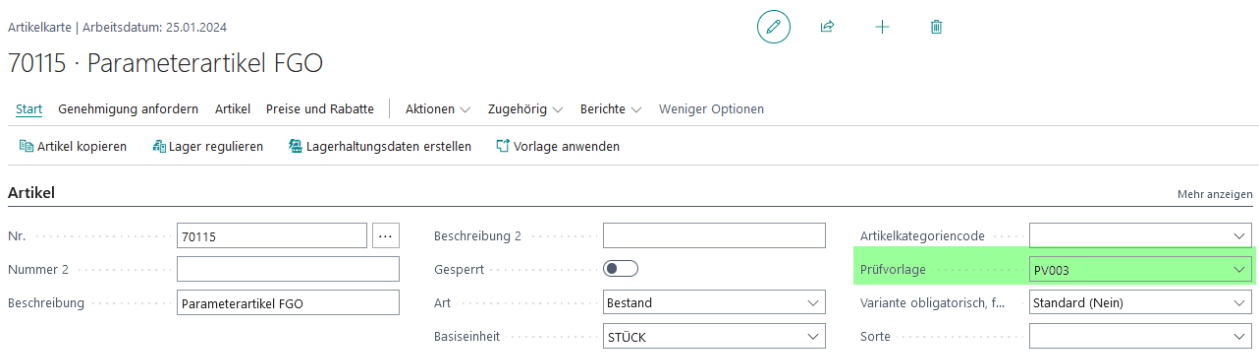 Artikelkarte | Arbeitsdatum: 25.01.2024
70115 · Parameterartikel FGO
Start Genehmigung anfordern Artikel Preise und Rabatte Aktionen Zugehörig Berichte Weniger Optionen
Artikel kopieren Lager regulieren Lagerhaltungsdaten erstellen Vorlage anwenden
Artikel Mehr anzeigen
Nr. 70115 ... Beschreibung 2 Artikelkategoriencode
Nummer 2 Gesperrt Prüfvorlage PV003
Beschreibung Parameterartikel FGO Art Bestand Variante obligatorisch, f... Standard (Nein)
Basiseinheit STÜCK Sorte